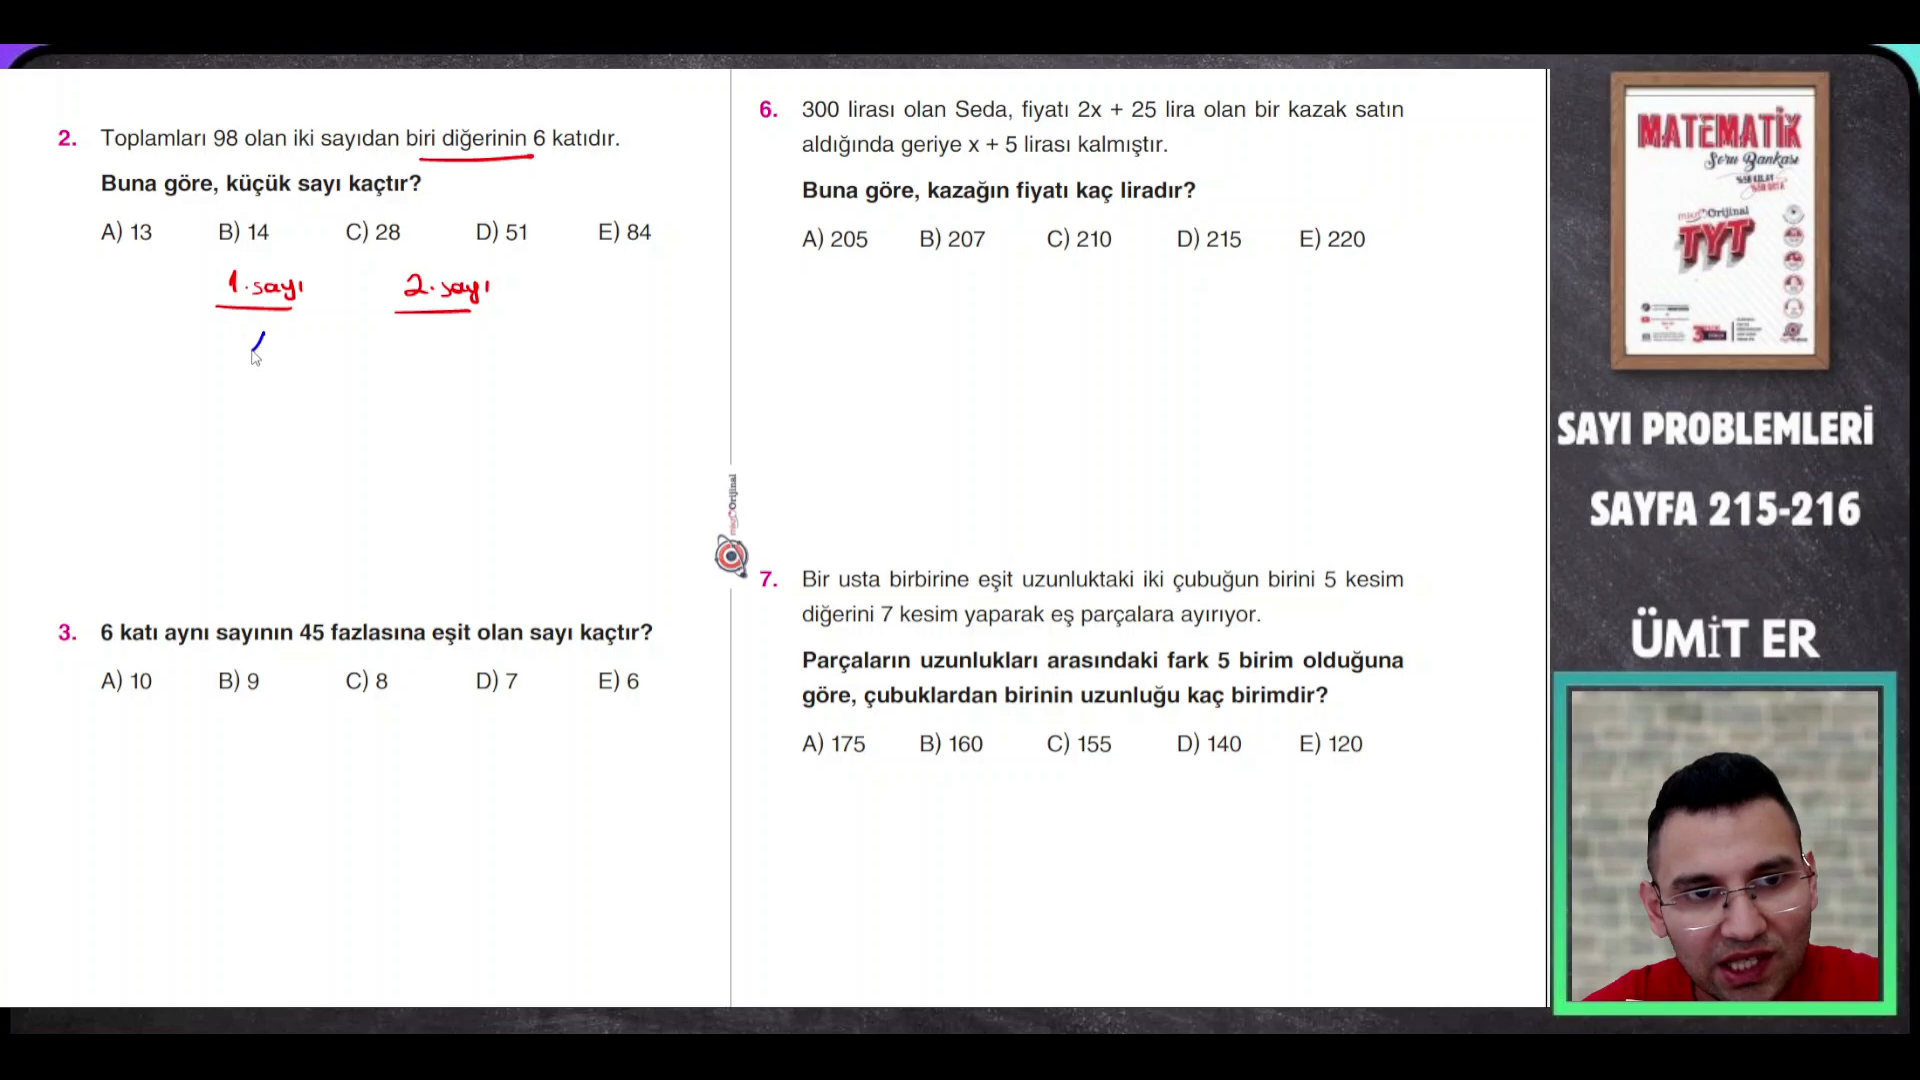 2. Toplamları 98 olan iki sayıdan biri diğerinin 6 katıdır.
Buna göre, küçük sayı kaçtır?
A) 13 B) 14 C) 28 D) 51 E) 84
1. sayı 2. sayı
3. 6 katı aynı sayının 45 fazlasına eşit olan sayı kaçtır?
A) 10 B) 9 C) 8 D) 7 E) 6
Orijinal
6. 300 lirası olan Seda, fiyatı 2x + 25 lira olan bir kazak satın
aldığında geriye x + 5 lirası kalmıştır.
Buna göre, kazağın fiyatı kaç liradır?
A) 205 B) 207 C) 210 D) 215 E) 220
7. Bir usta birbirine eşit uzunluktaki iki çubuğun birini 5 kesim
diğerini 7 kesim yaparak eş parçalara ayırıyor.
Parçaların uzunlukları arasındaki fark 5 birim olduğuna
göre, çubuklardan birinin uzunluğu kaç birimdir?
A) 175 B) 160 C) 155 D) 140 E) 120
MATEMATİK
Soru Bankası
Orijinal
TYT
SAYI PROBLEMLERİ
SAYFA 215-216
ÜMİT ER